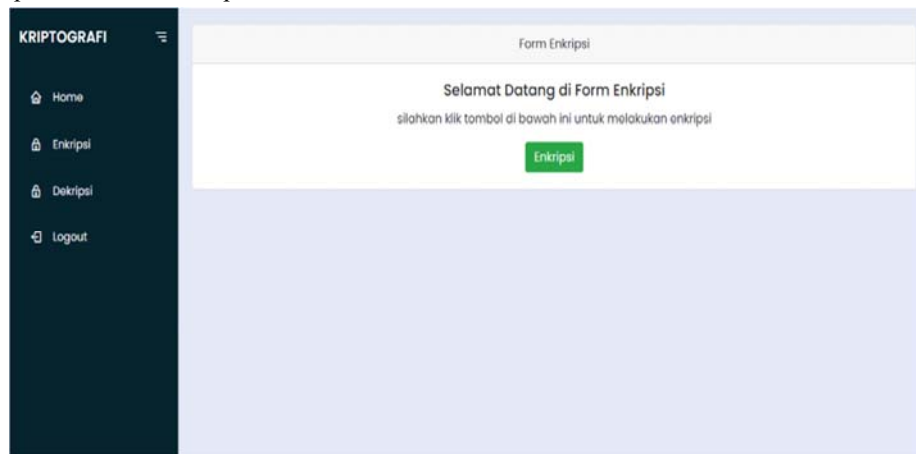 KRIPTOGRAFI
Home
Enkripsi
Dekripsi
Logout
Form Enkripsi
Selamat Datang di Form Enkripsi
silahkan klik tombol di bawah ini untuk melakukan enkripsi
Enkripsi